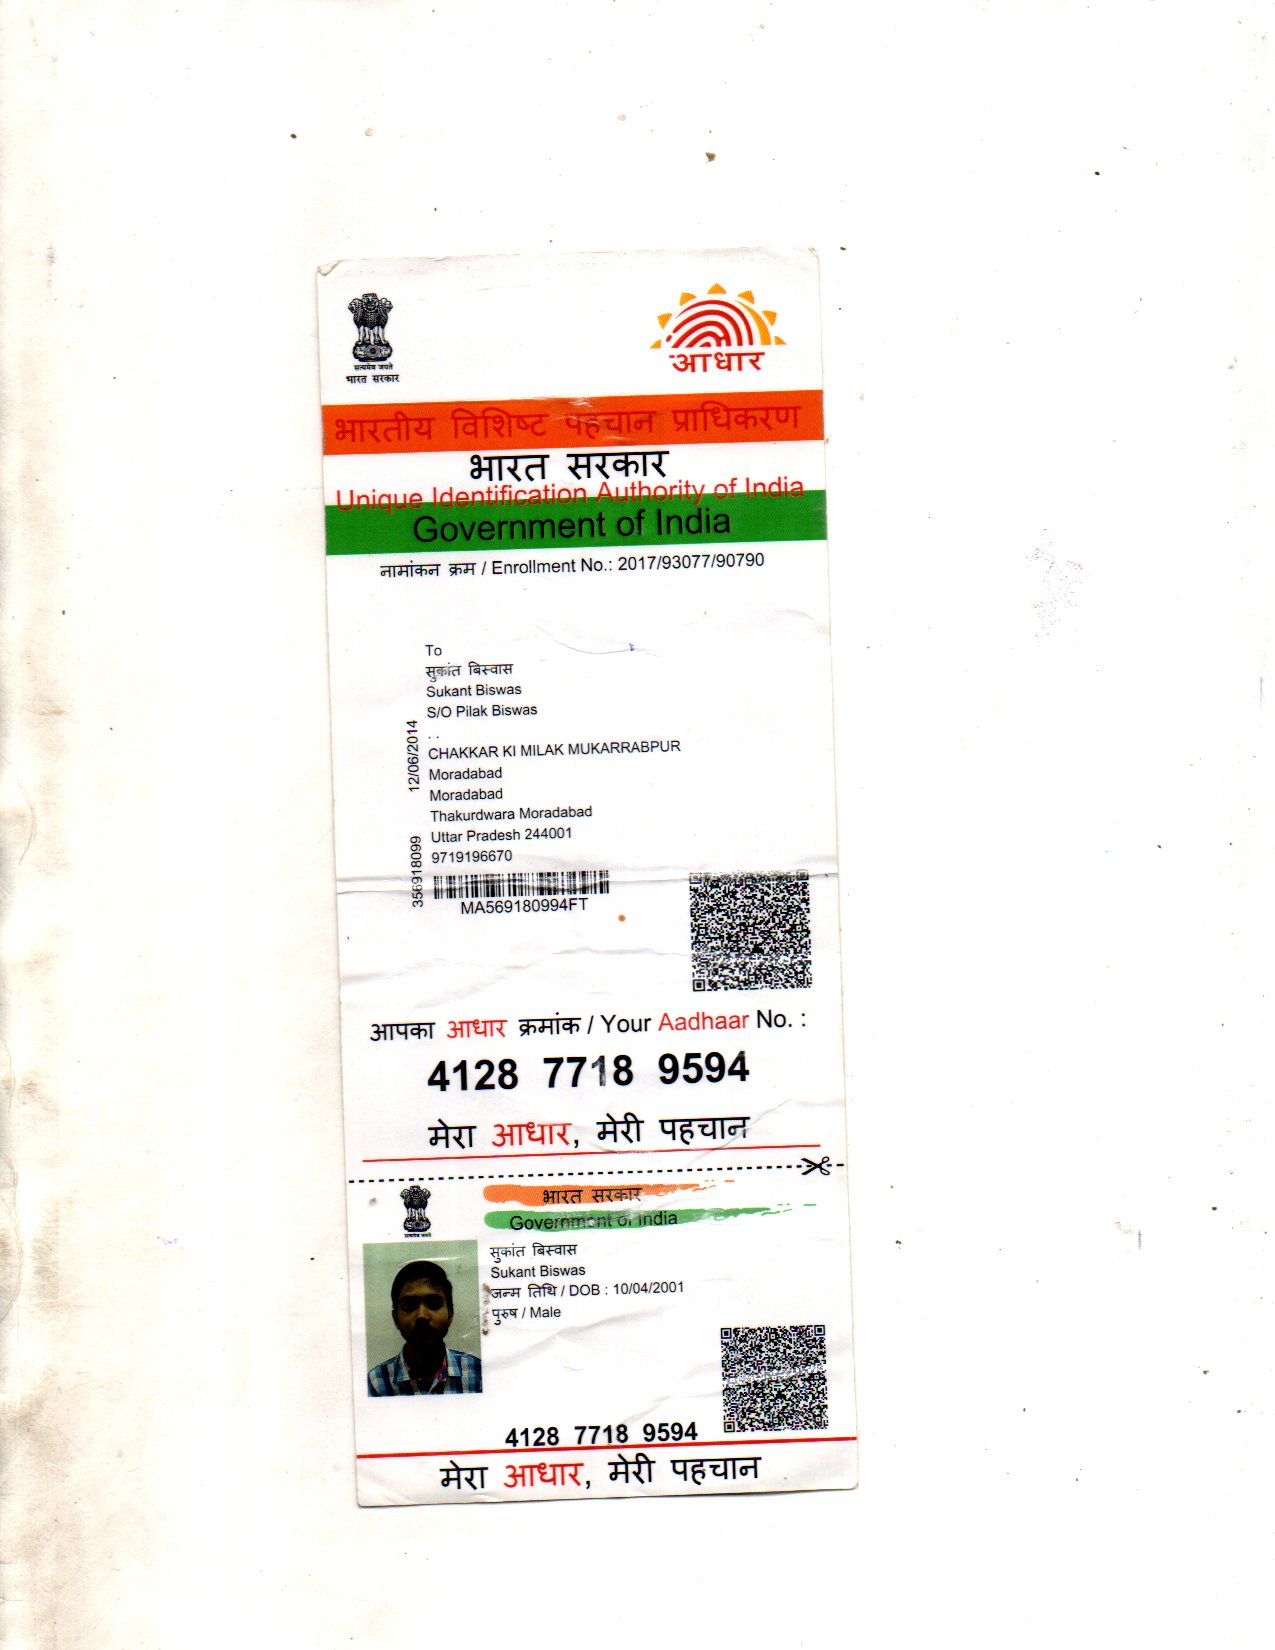 सत्यमेव जयते
भारत सरकार
आधार
भारतीय विशिष्ट पहचान प्राधिकरण
भारत सरकार
Unique Identification Authority of India
Government of India
नामांकन क्रम / Enrollment No.: 2017/93077/90790
To
सुकांत बिस्वास
Sukant Biswas
S/O Pilak Biswas
. .
CHAKKAR KI MILAK MUKARRABPUR
Moradabad
Moradabad
Thakurdwara Moradabad
Uttar Pradesh 244001
9719196670
12/06/2014
356918099
MA569180994FT
आपका आधार क्रमांक / Your Aadhaar No. :
4128 7718 9594
मेरा आधार, मेरी पहचान
सत्यमेव जयते
भारत सरकार
Government of India
सुकांत बिस्वास
Sukant Biswas
जन्म तिथि / DOB : 10/04/2001
पुरुष / Male
4128 7718 9594
मेरा आधार, मेरी पहचान